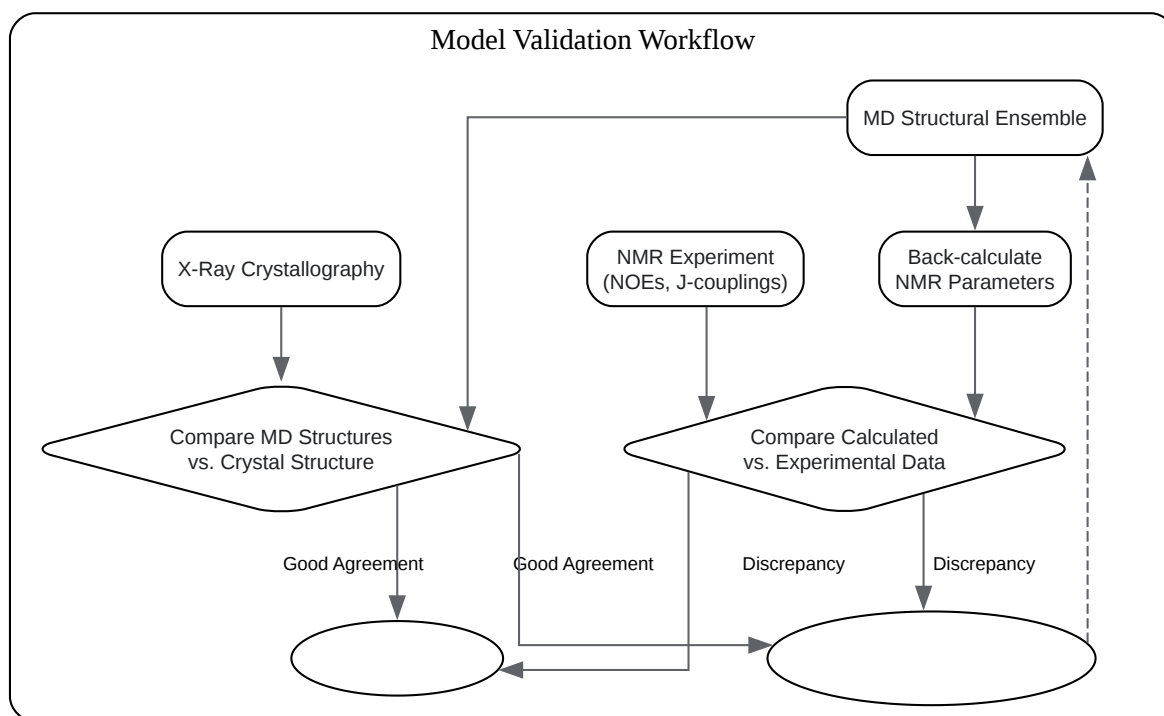 Model Validation Workflow
MD Structural Ensemble
X-Ray Crystallography
NMR Experiment
(NOEs, J-couplings)
Back-calculate
NMR Parameters
Compare MD Structures
vs. Crystal Structure
Compare Calculated
vs. Experimental Data
Good Agreement
Good Agreement
Discrepancy
Discrepancy